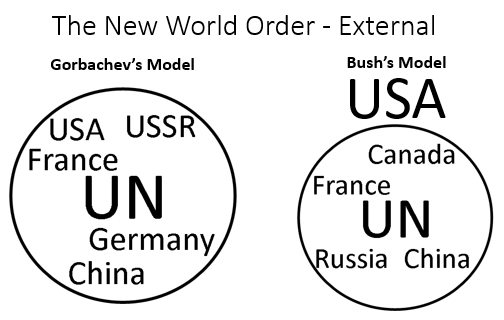 The New World Order - External
Gorbachev's Model
USA USSR
France
UN
Germany
China
Bush's Model
USA
Canada
France
UN
Russia China